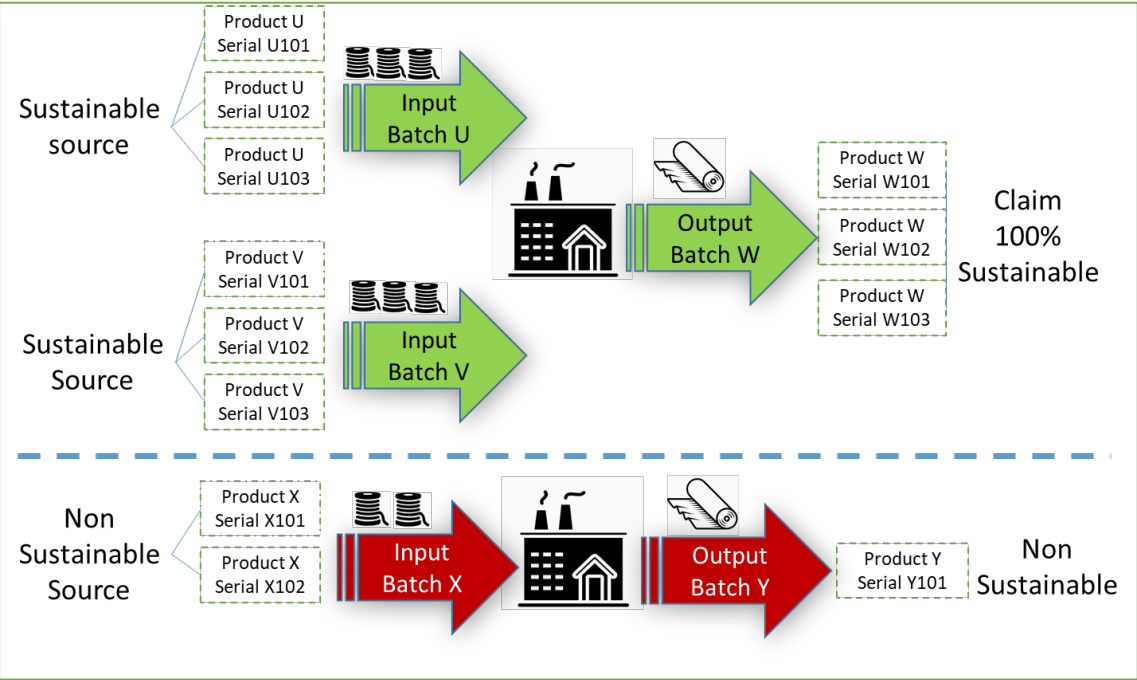 Sustainable
source
Product U
Serial U101
Product U
Serial U102
Product U
Serial U103
Input
Batch U
Sustainable
Source
Product V
Serial V101
Product V
Serial V102
Product V
Serial V103
Input
Batch V
Output
Batch W
Product W
Serial W101
Product W
Serial W102
Product W
Serial W103
Claim
100%
Sustainable
Non
Sustainable
Source
Product X
Serial X101
Product X
Serial X102
Input
Batch X
Output
Batch Y
Product Y
Serial Y101
Non
Sustainable